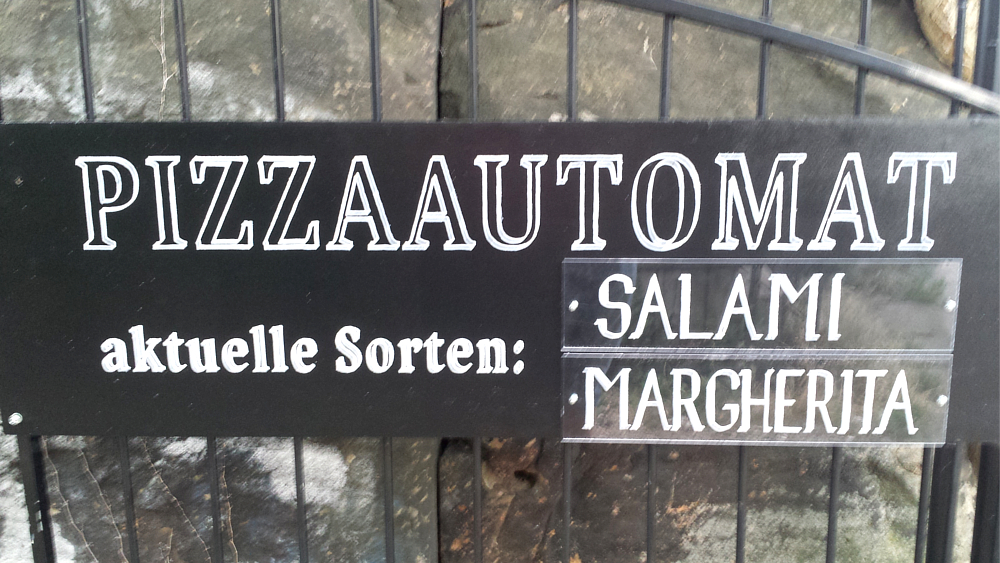 PIZZAAUTOMAT
aktuelle Sorten:
SALAMI
MARGHERITA